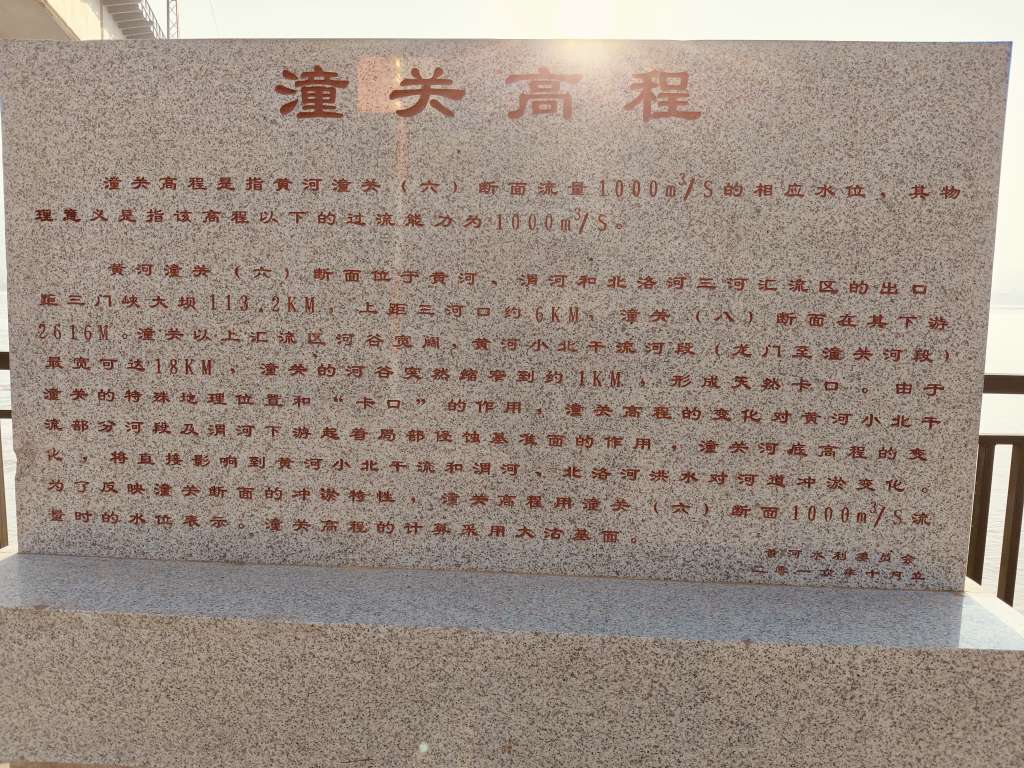 潼关高程
潼关高程是指黄河潼关（六）断面流量1000m³/S的相应水位，其物
理意义是指该高程以下的过流能力为1000m³/S。
黄河潼关（六）断面位于黄河、渭河和北洛河三河汇流区的出口，
距三门峡大坝113.2KM，上距三河口约6KM，潼关（八）断面在其下游
2616M。潼关以上汇流区河谷宽阔，黄河小北干流河段（龙门至潼关河段）
最宽可达18KM，潼关的河谷突然缩窄到约1KM，形成天然卡口。由于
潼关的特殊地理位置和“卡口”的作用，潼关高程的变化对黄河小北干
流部分河段及渭河下游起着局部侵蚀基准面的作用，潼关河底高程的变
化，将直接影响到黄河小北干流和渭河、北洛河洪水对河道冲淤变化。
为了反映潼关断面的冲淤特性，潼关高程用潼关（六）断面1000m³/S流
量时的水位表示。潼关高程的计算采用大沽基面。
黄河水利委员会
二零一五年十月立